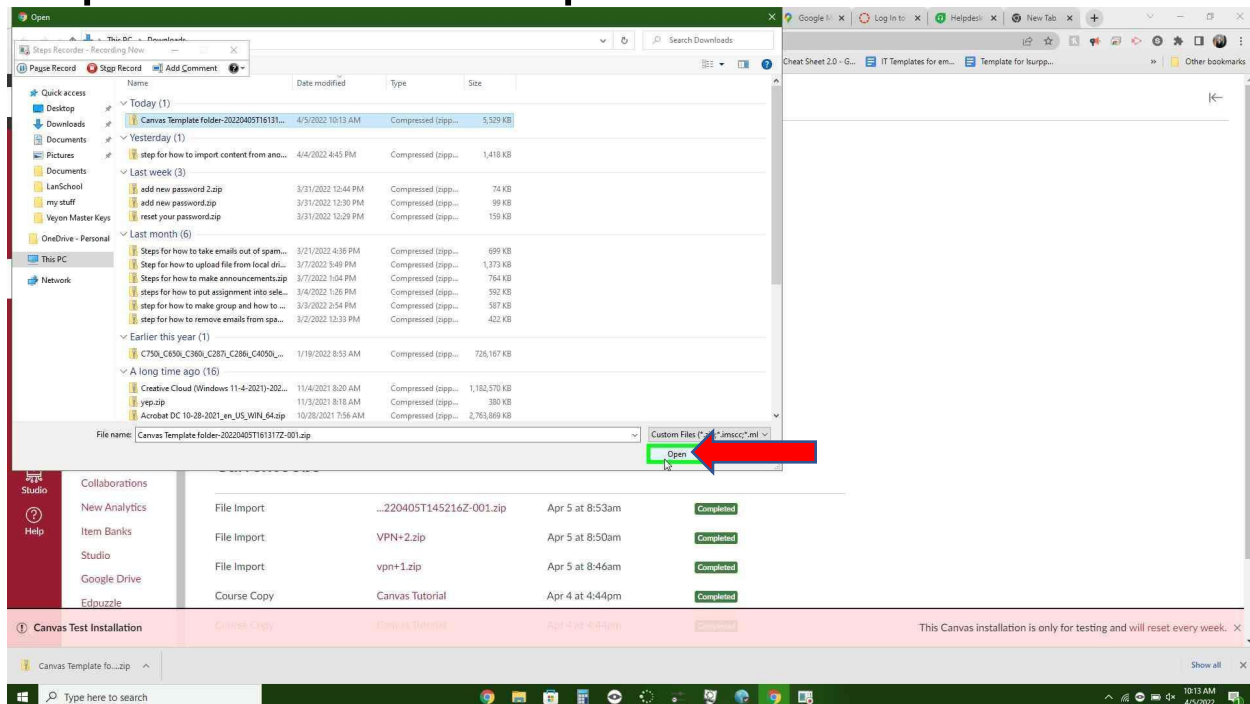 Open
Google M
Log In to
Helpdesk
New Tab
This PC
Downloads
Search Downloads
Steps Recorder - Recording Now
Pause Record
Stop Record
Add Comment
Cheat Sheet 2.0 - G...
IT Templates for em...
Template for Isurpp...
Other bookmarks
Name Date modified Type Size
Quick access
Desktop
Downloads
Documents
Pictures
Documents
LanSchool
my stuff
Veyon Master Keys
OneDrive - Personal
This PC
Network
Today (1)
Canvas Template folder-20220405T16131... 4/5/2022 10:13 AM Compressed (zipp... 5,529 KB
Yesterday (1)
step for how to import content from ano... 4/4/2022 4:45 PM Compressed (zipp... 1,418 KB
Last week (3)
add new password 2.zip 3/31/2022 12:44 PM Compressed (zipp... 74 KB
add new password.zip 3/31/2022 12:30 PM Compressed (zipp... 99 KB
reset your password.zip 3/31/2022 12:29 PM Compressed (zipp... 159 KB
Last month (6)
Steps for how to take emails out of spam... 3/21/2022 4:36 PM Compressed (zipp... 699 KB
Step for how to upload file from local dri... 3/7/2022 5:49 PM Compressed (zipp... 1,373 KB
Steps for how to make announcements.zip 3/7/2022 1:04 PM Compressed (zipp... 764 KB
steps for how to put assignment into sele... 3/4/2022 1:26 PM Compressed (zipp... 592 KB
step for how to make group and how to ... 3/3/2022 2:54 PM Compressed (zipp... 587 KB
step for how to remove emails from spa... 3/2/2022 12:33 PM Compressed (zipp... 422 KB
Earlier this year (1)
C750i_C650i_C360i_C287i_C286i_C4050i_... 1/19/2022 8:53 AM Compressed (zipp... 726,167 KB
A long time ago (16)
Creative Cloud (Windows 11-4-2021)-202... 11/4/2021 8:20 AM Compressed (zipp... 1,182,570 KB
yep.zip 11/3/2021 8:18 AM Compressed (zipp... 380 KB
Acrobat DC 10-28-2021_en_US_WIN_64.zip 10/28/2021 7:56 AM Compressed (zipp... 2,763,869 KB
File name: Canvas Template folder-20220405T161317Z-001.zip
Custom Files
Open
Studio
Help
Collaborations
New Analytics
Item Banks
Studio
Google Drive
Edpuzzle
File Import ...220405T145216Z-001.zip Apr 5 at 8:53am Completed
File Import VPN+2.zip Apr 5 at 8:50am Completed
File Import vpn+1.zip Apr 5 at 8:46am Completed
Course Copy Canvas Tutorial Apr 4 at 4:44pm Completed
Course Copy Canvas Tutorial Apr 4 at 4:44pm Completed
Canvas Test Installation This Canvas installation is only for testing and will reset every week.
Canvas Template fo....zip
Show all
Type here to search
10:13 AM
4/5/2022